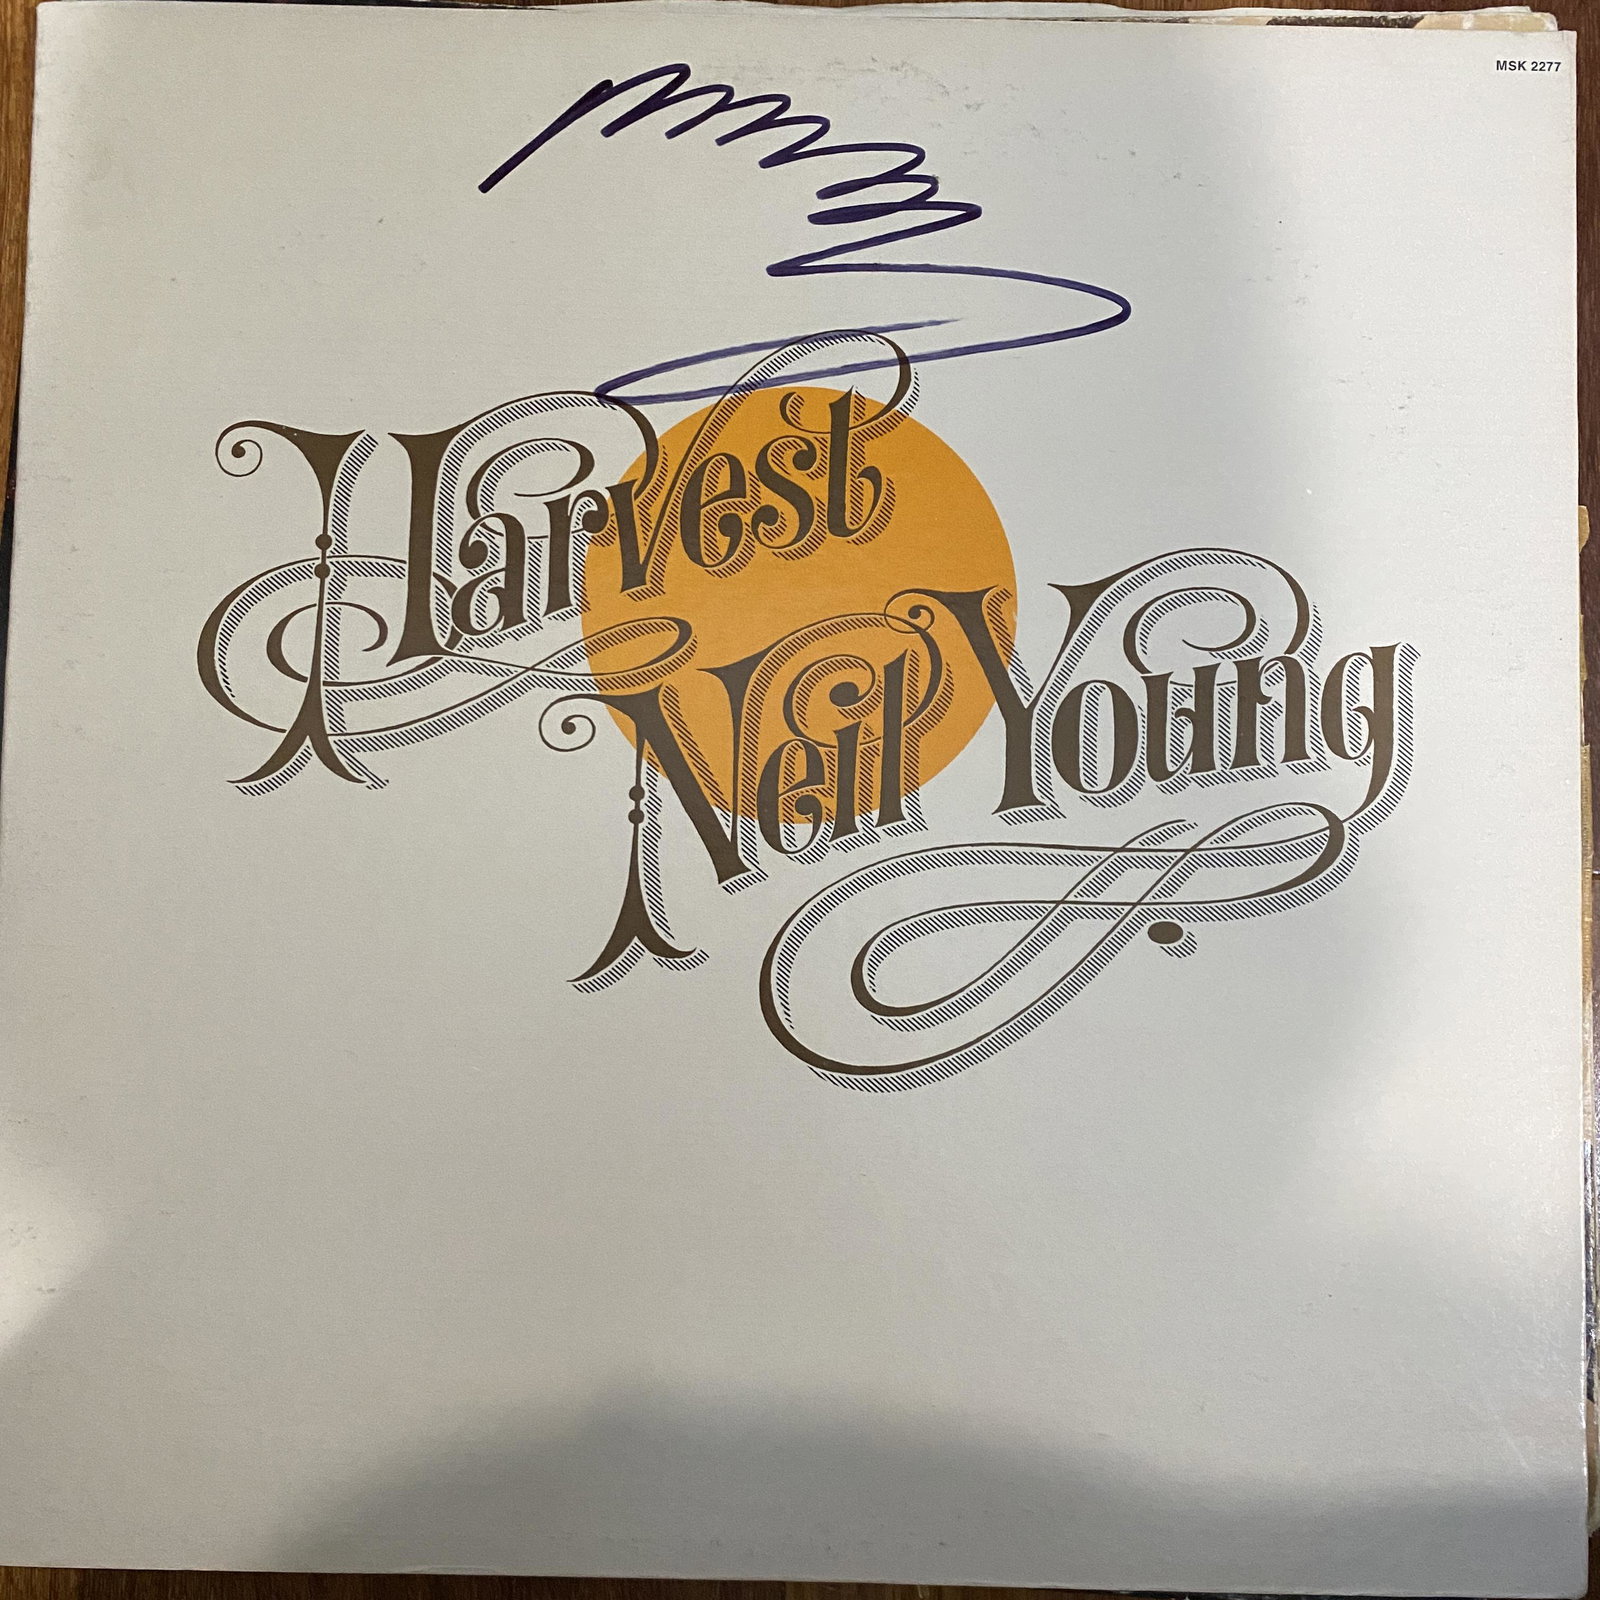 MSK 2277
Harvest
Neil Young